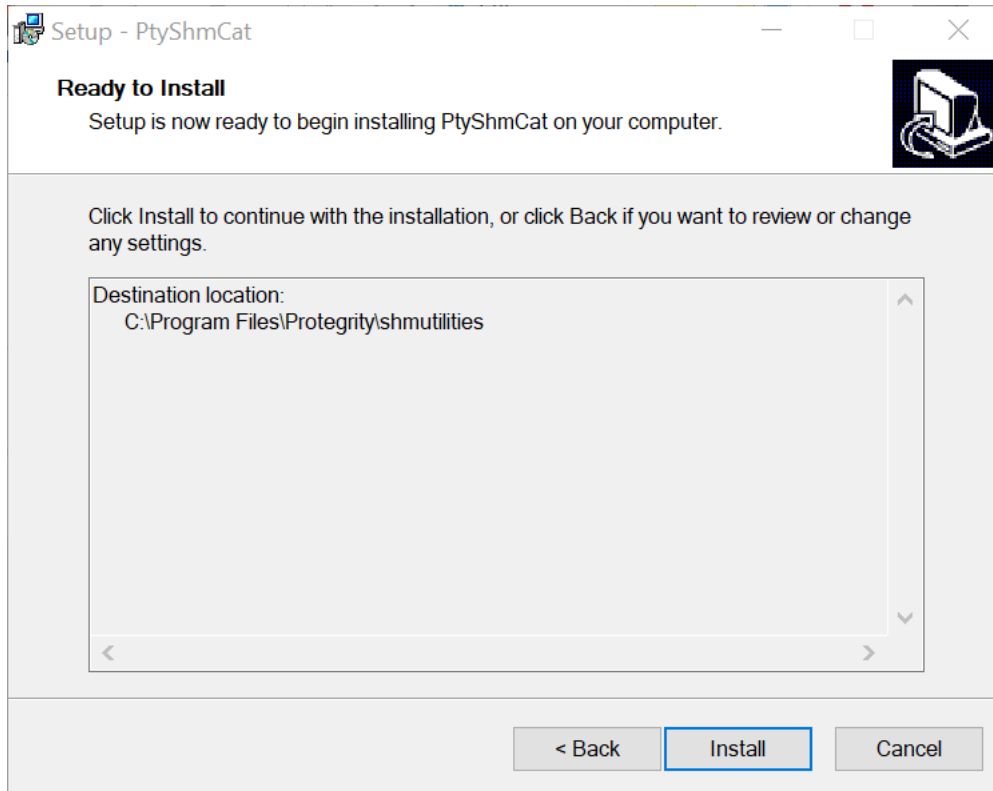 Setup - PtyShmCat
Ready to Install
Setup is now ready to begin installing PtyShmCat on your computer.
Click Install to continue with the installation, or click Back if you want to review or change
any settings.
Destination location:
C:\Program Files\Protegrity\shmutilities
< Back
Install
Cancel